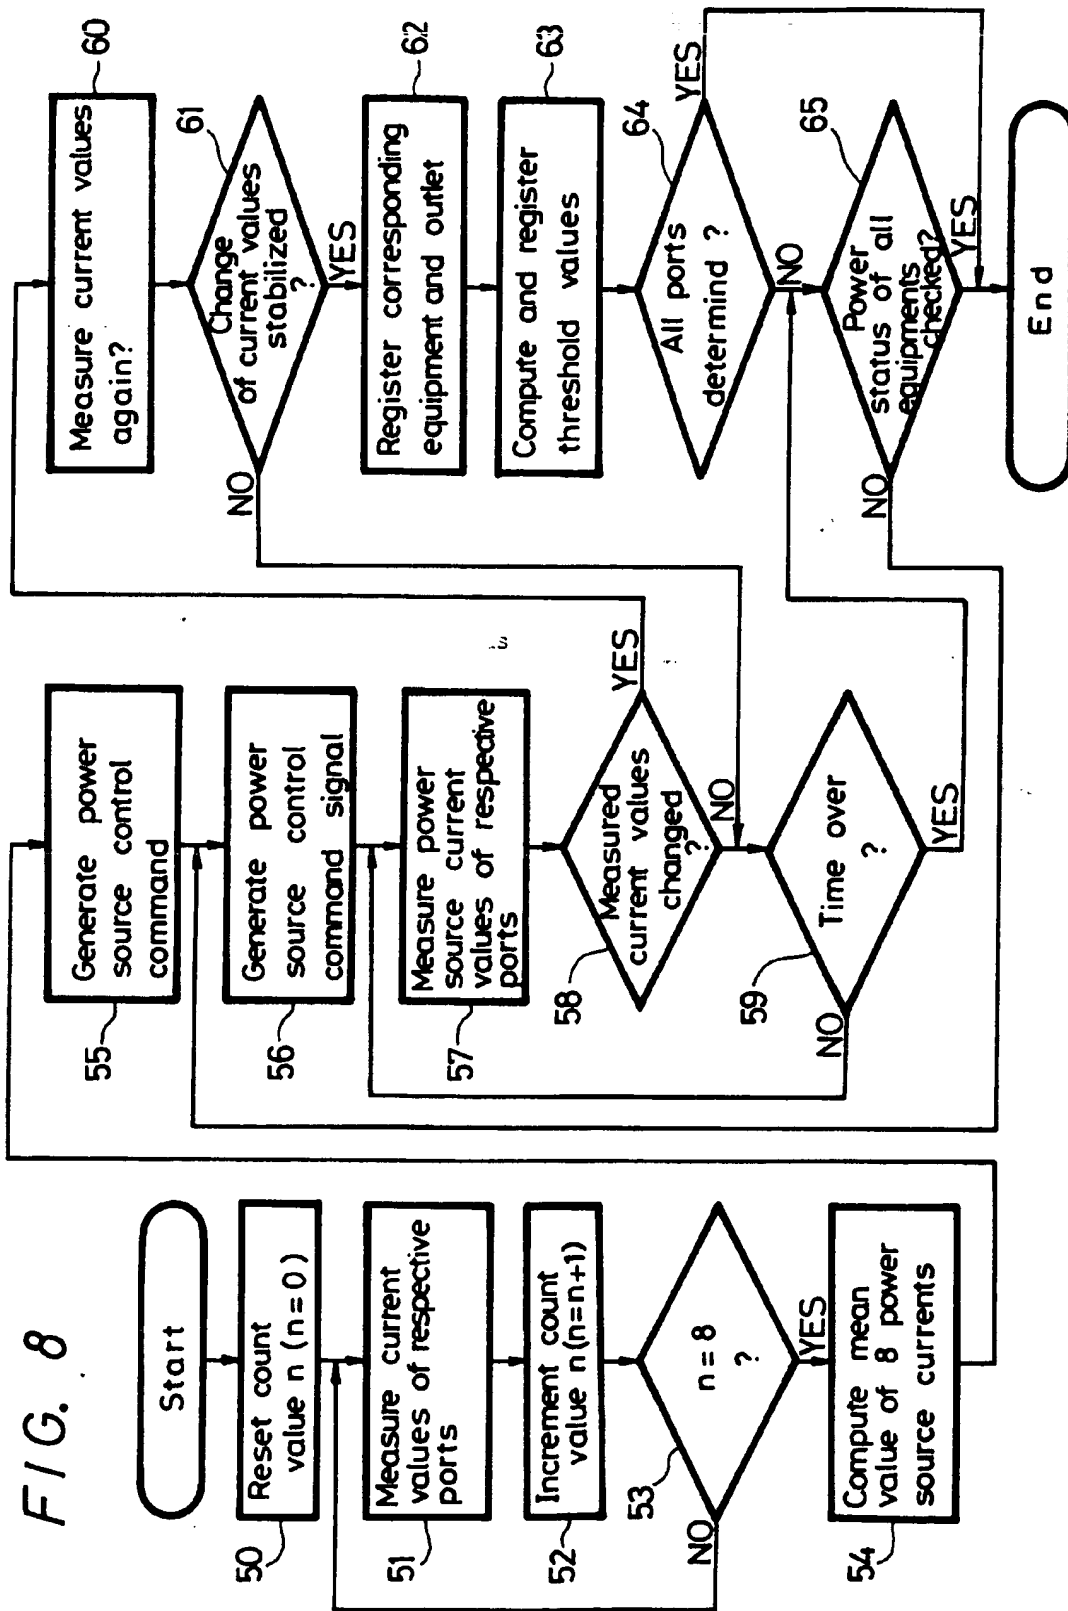 FIG. 8
Start
Reset count
value n (n=0)
50
Measure current
values of respective
ports
51
Increment count
value n(n=n+1)
52
n=8
?
53
NO
YES
Compute mean
value of 8 power
source currents
54
Generate power
source control
command
55
Generate power
source control
command signal
56
Measure power
source current
values of respective
ports
57
Measured
current values
changed
?
58
YES
NO
Time over
?
59
NO
YES
Measure current values
again?
60
Change
of current values
stabilized
?
61
NO
YES
Register corresponding
equipment and outlet
62
Compute and register
threshold values
63
All ports
determind ?
64
YES
NO
Power
status of all
equipments
checked?
65
NO
YES
End